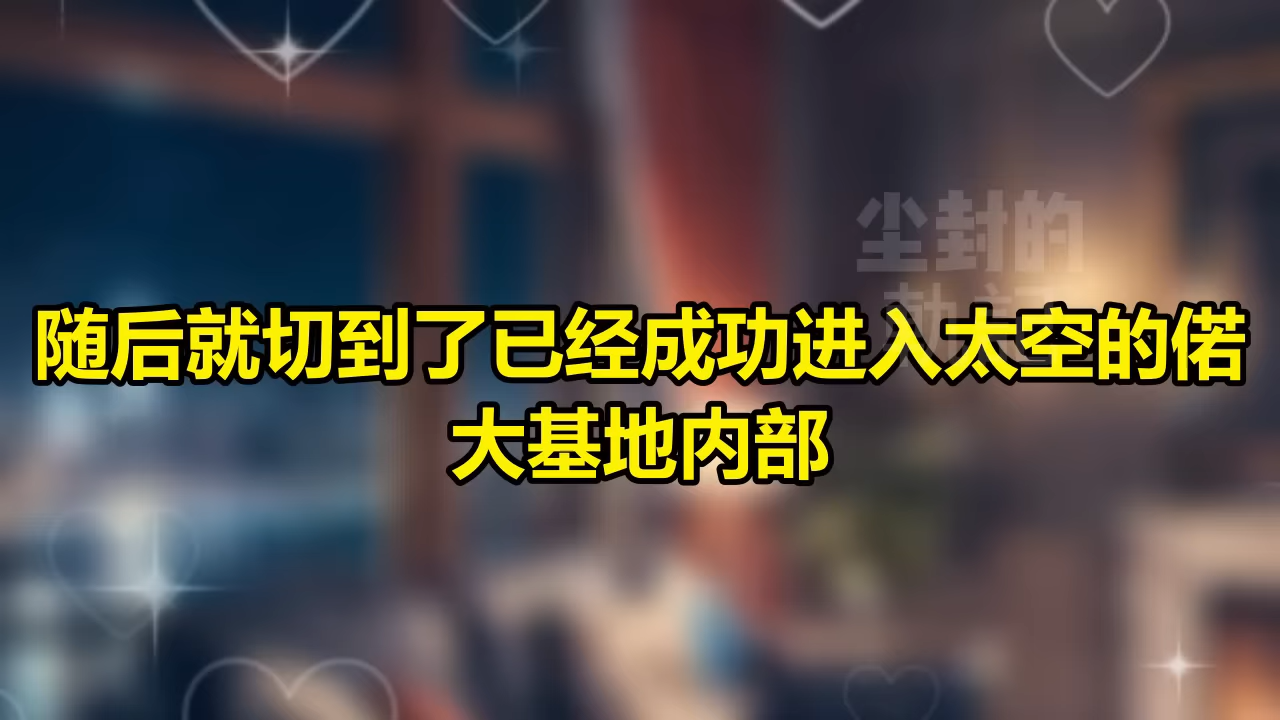 尘封的
随后就切到了已经成功进入太空的偌
大基地内部